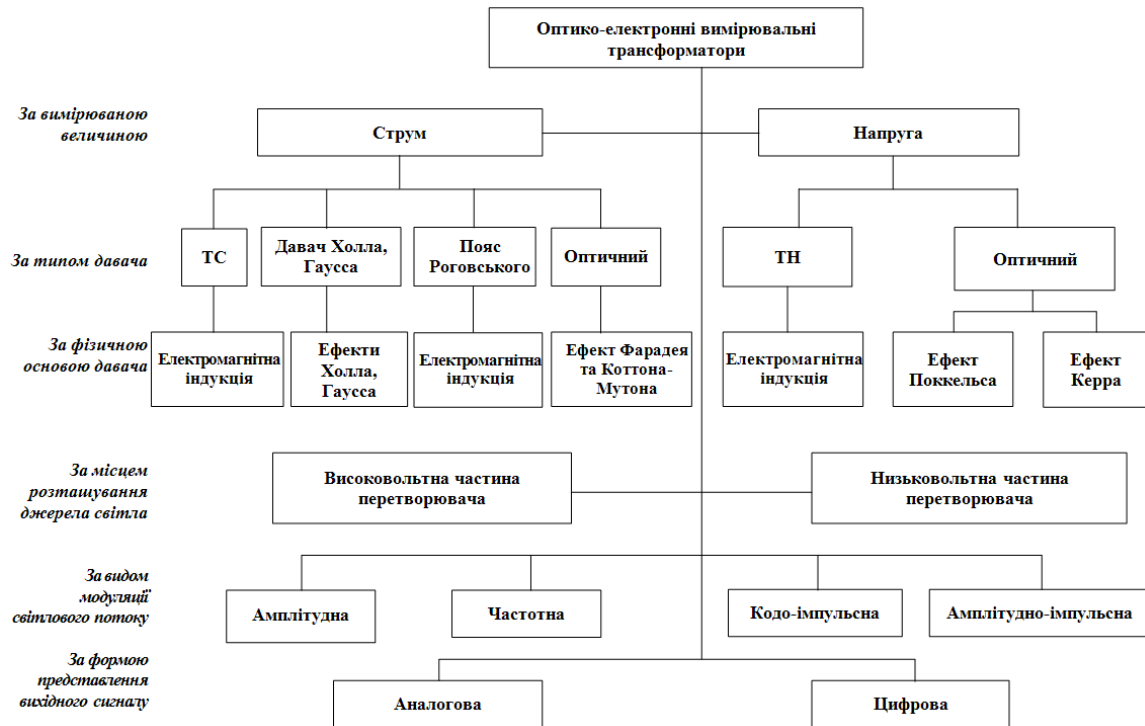 Оптико-електронні вимірювальні
трансформатори
За вимірюваною
величиною
Струм
Напруга
За типом давача
ТС
Давач Холла,
Гаусса
Пояс
Роговського
Оптичний
ТН
Оптичний
За фізичною
основою давача
Електромагнітна
індукція
Ефекти
Холла,
Гаусса
Електромагнітна
індукція
Ефект Фарадея
та Коттона-
Мутона
Електромагнітна
індукція
Ефект
Поккельса
Ефект
Керра
За місцем
розташування
джерела світла
Високовольтна частина
перетворювача
Низьковольтна частина
перетворювача
За видом
модуляції
світлового потоку
Амплітудна
Частотна
Кодо-імпульсна
Амплітудно-імпульсна
За формою
представлення
вихідного сигналу
Аналогова
Цифрова